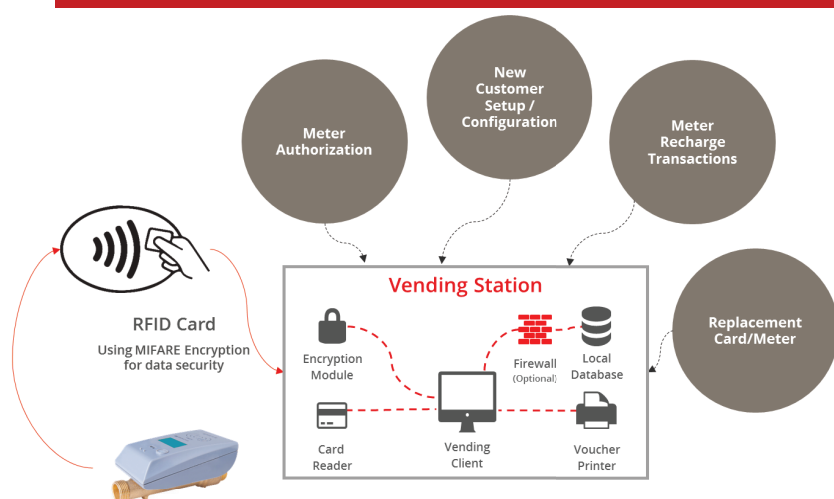 New
Customer
Setup /
Configuration
Meter
Authorization
Meter
Recharge
Transactions
Replacement
Card/Meter
RFID Card
Using MIFARE Encryption
for data security
Vending Station
Encryption
Module
Firewall
(Optional)
Local
Database
Card
Reader
Vending
Client
Voucher
Printer